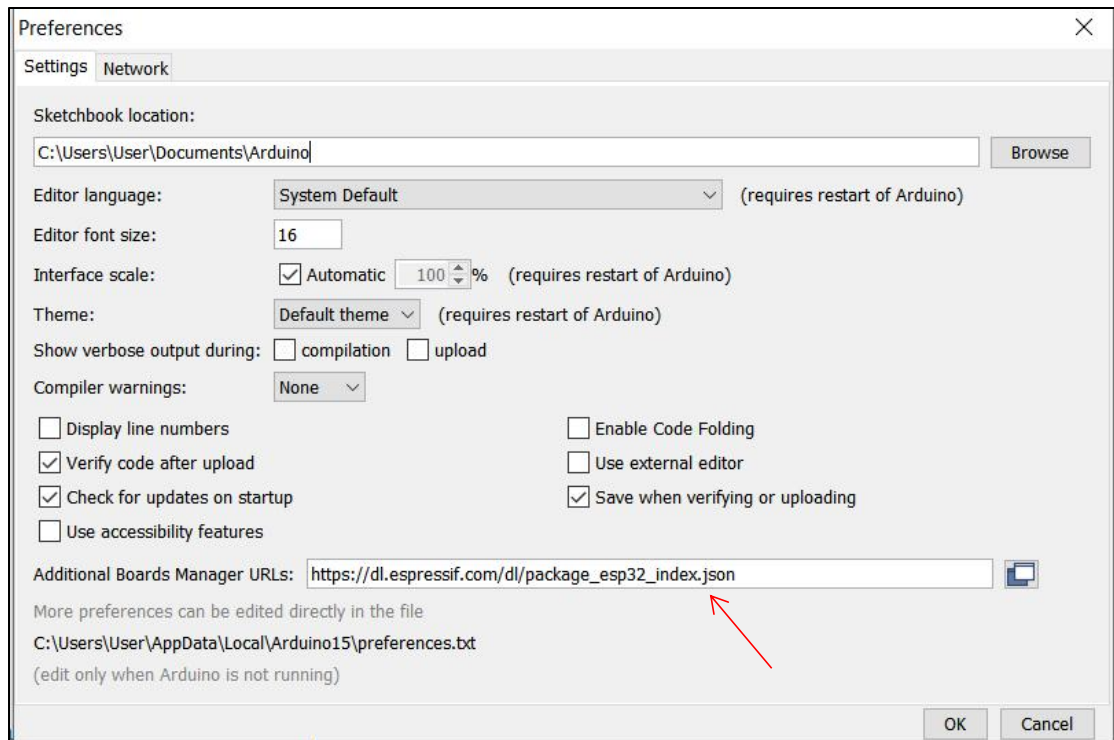 Preferences
Settings Network
Sketchbook location:
C:\Users\User\Documents\Arduino Browse
Editor language: System Default (requires restart of Arduino)
Editor font size: 16
Interface scale: Automatic 100 % (requires restart of Arduino)
Theme: Default theme (requires restart of Arduino)
Show verbose output during: compilation upload
Compiler warnings: None
Display line numbers Enable Code Folding
Verify code after upload Use external editor
Check for updates on startup Save when verifying or uploading
Use accessibility features
Additional Boards Manager URLs: https://dl.espressif.com/dl/package_esp32_index.json
More preferences can be edited directly in the file
C:\Users\User\AppData\Local\Arduino15\preferences.txt
(edit only when Arduino is not running)
OK Cancel